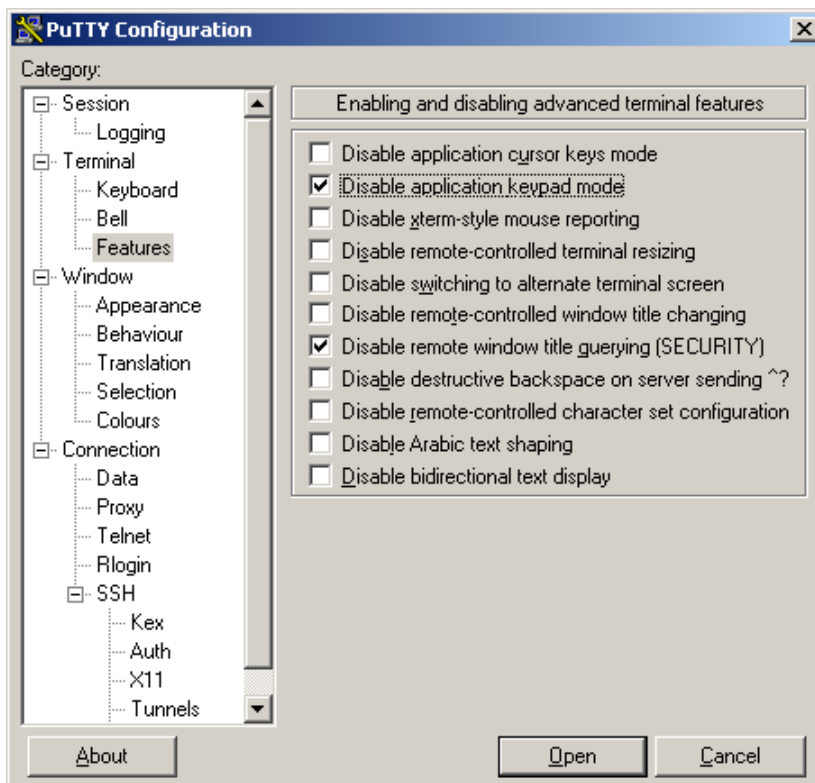 PuTTY Configuration
Category:
Session
Logging
Terminal
Keyboard
Bell
Features
Window
Appearance
Behaviour
Translation
Selection
Colours
Connection
Data
Proxy
Telnet
Rlogin
SSH
Kex
Auth
X11
Tunnels
Enabling and disabling advanced terminal features
Disable application cursor keys mode
Disable application keypad mode
Disable xterm-style mouse reporting
Disable remote-controlled terminal resizing
Disable switching to alternate terminal screen
Disable remote-controlled window title changing
Disable remote window title querying (SECURITY)
Disable destructive backspace on server sending ^?
Disable remote-controlled character set configuration
Disable Arabic text shaping
Disable bidirectional text display
About
Open
Cancel